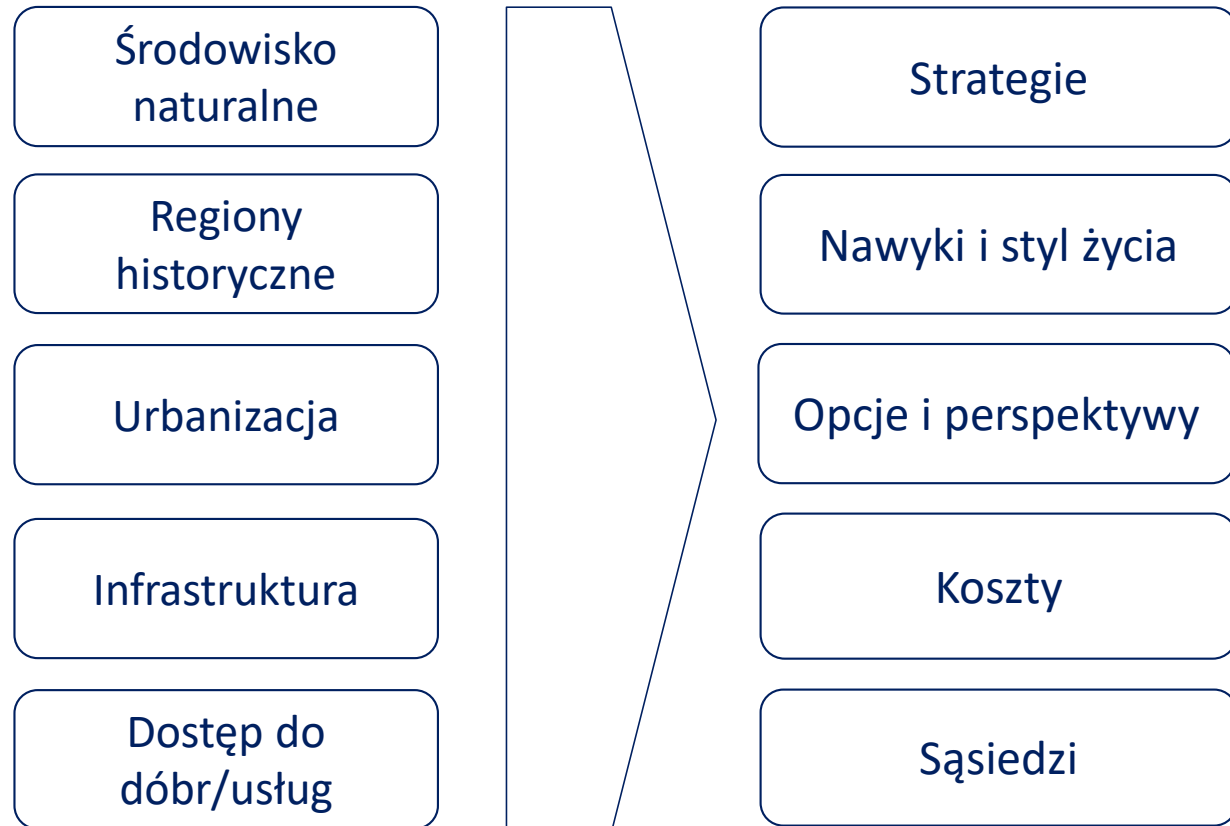 Środowisko
naturalne
Regiony
historyczne
Urbanizacja
Infrastruktura
Dostęp do
dóbr/usług
Strategie
Nawyki i styl życia
Opcje i perspektywy
Koszty
Sąsiedzi